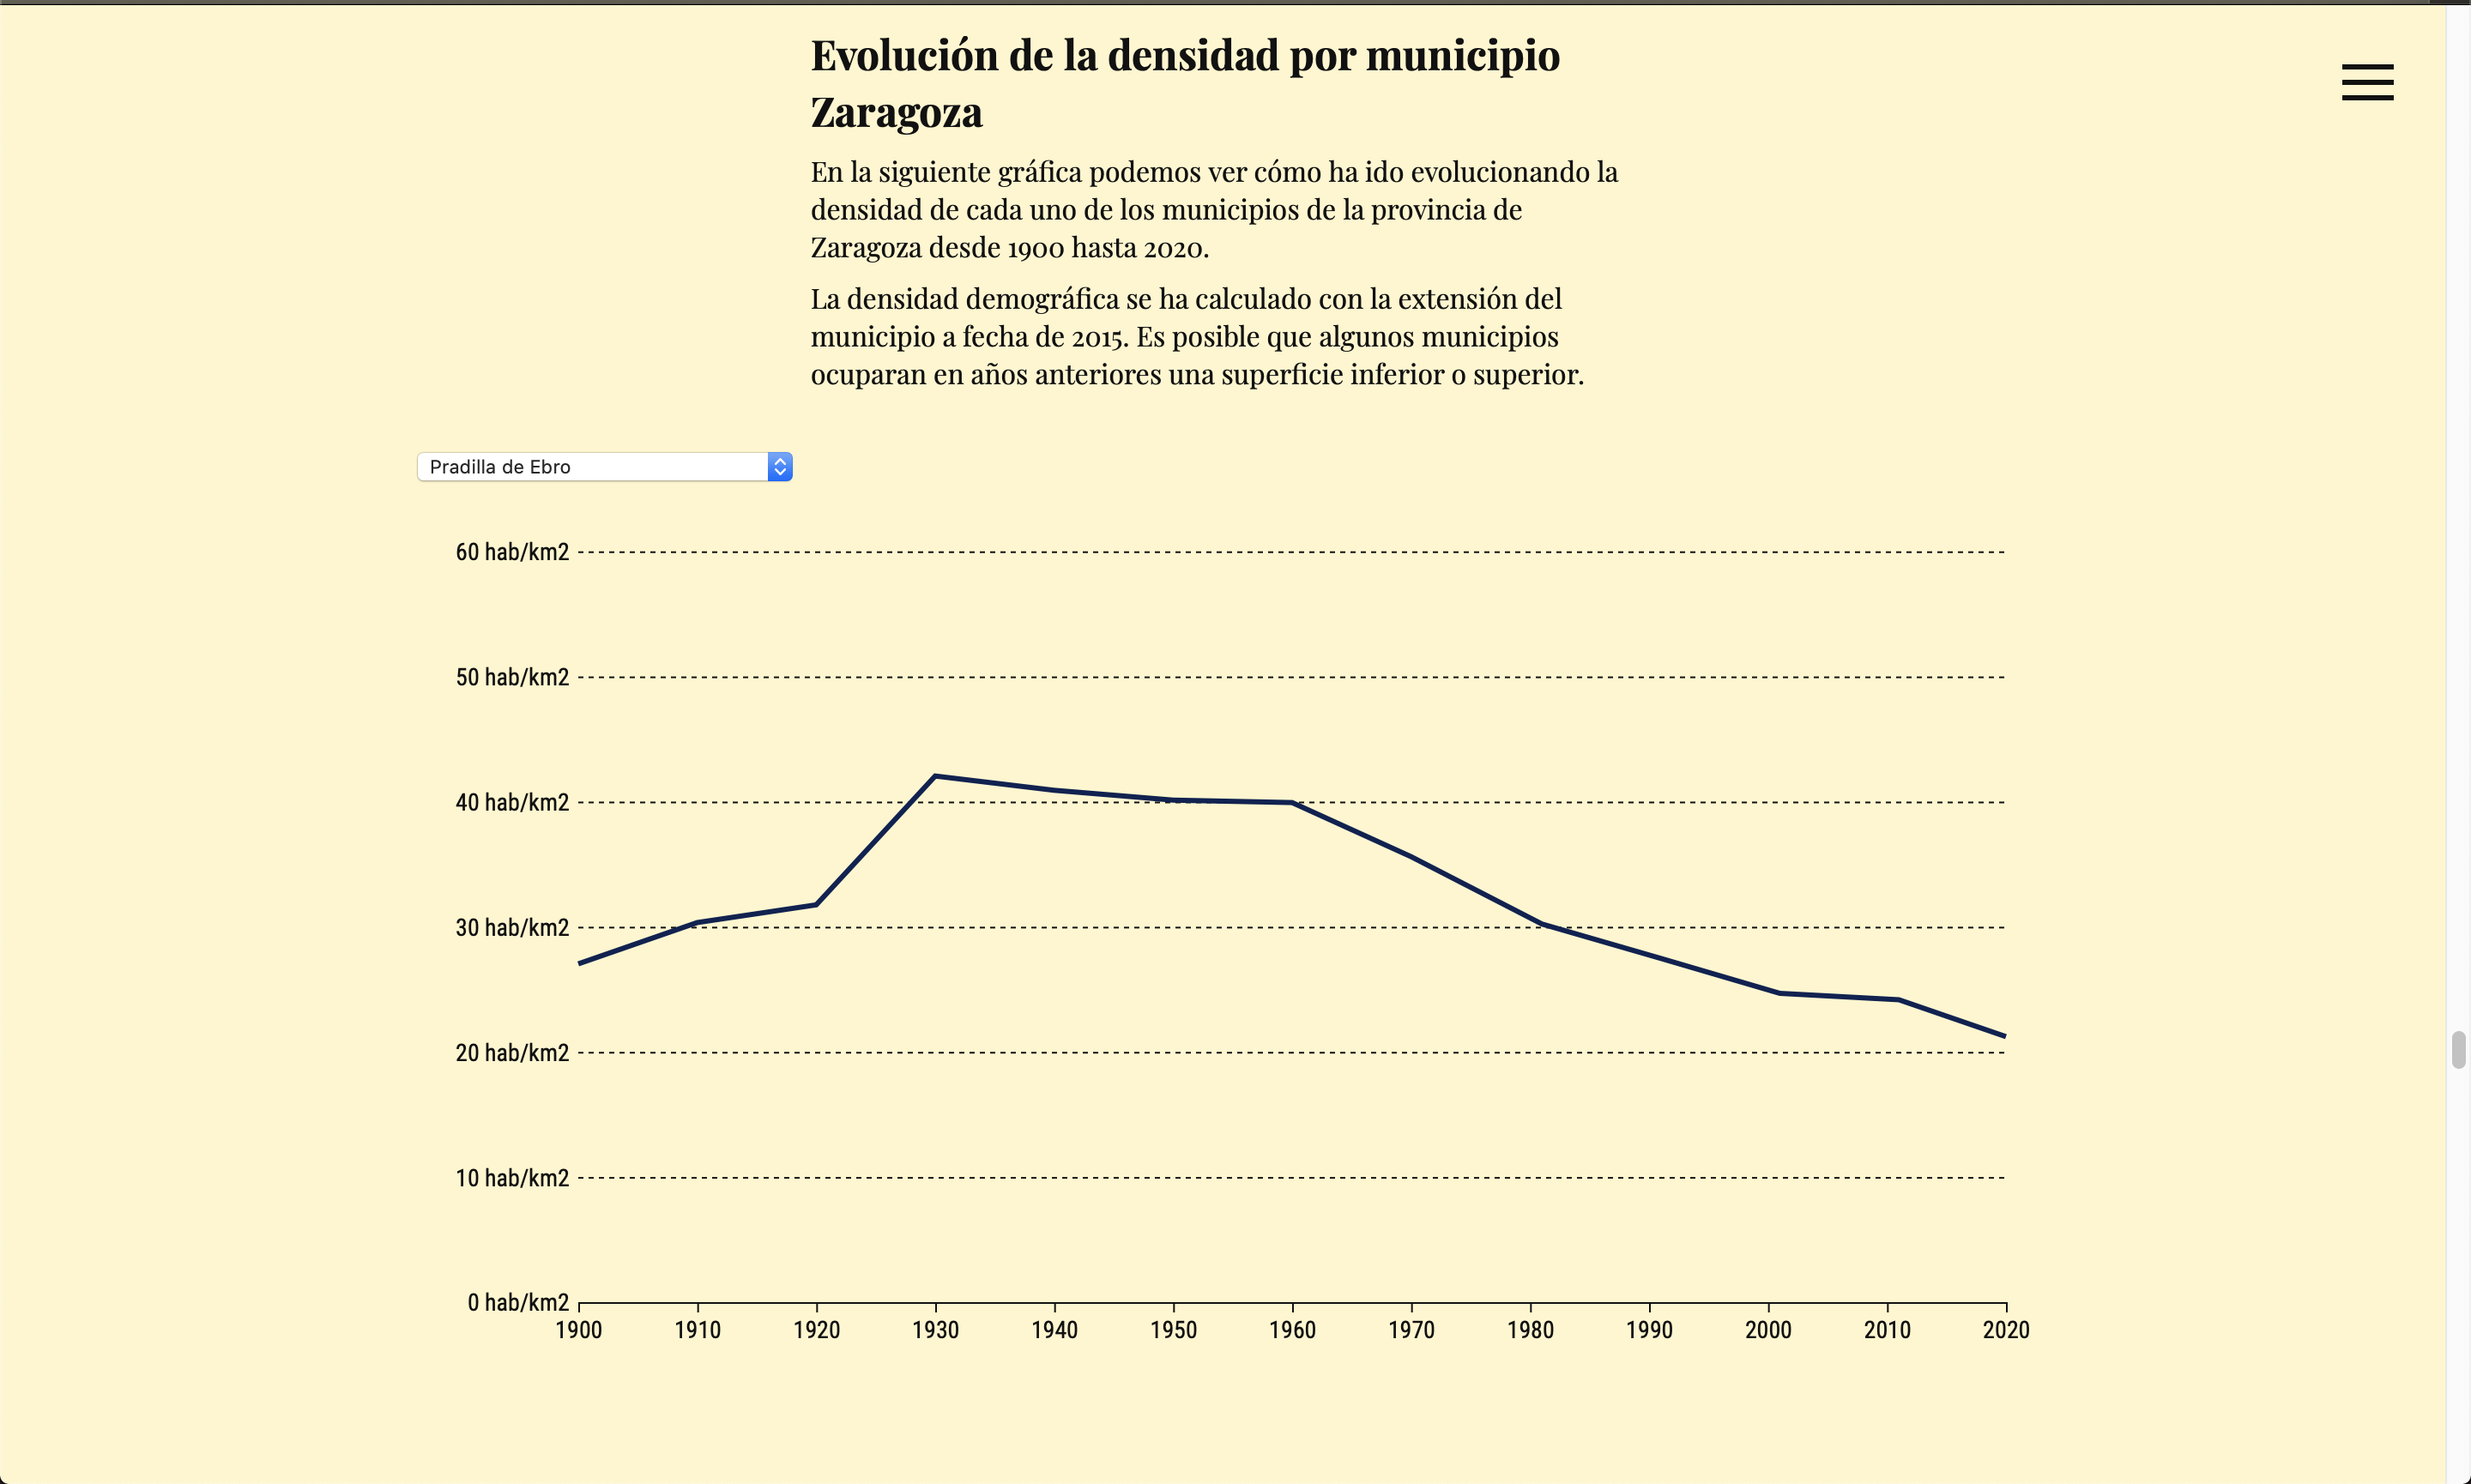 Evolución de la densidad por municipio
Zaragoza
En la siguiente gráfica podemos ver cómo ha ido evolucionando la
densidad de cada uno de los municipios de la provincia de
Zaragoza desde 1900 hasta 2020.
La densidad demográfica se ha calculado con la extensión del
municipio a fecha de 2015. Es posible que algunos municipios
ocuparan en años anteriores una superficie inferior o superior.
Pradilla de Ebro
60 hab/km2
50 hab/km2
40 hab/km2
30 hab/km2
20 hab/km2
10 hab/km2
0 hab/km2
1900 1910 1920 1930 1940 1950 1960 1970 1980 1990 2000 2010 2020